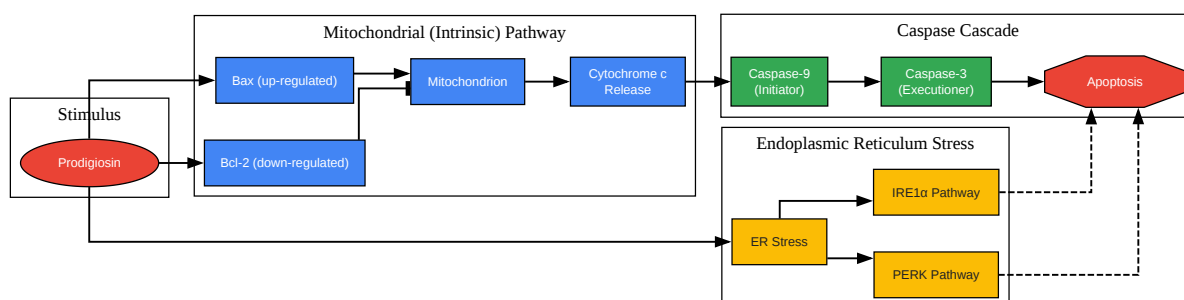 Stimulus
Prodigiosin
Mitochondrial (Intrinsic) Pathway
Bax (up-regulated)
Bcl-2 (down-regulated)
Mitochondrion
Cytochrome c
Release
Caspase Cascade
Caspase-9
(Initiator)
Caspase-3
(Executioner)
Apoptosis
Endoplasmic Reticulum Stress
ER Stress
IRE1α Pathway
PERK Pathway